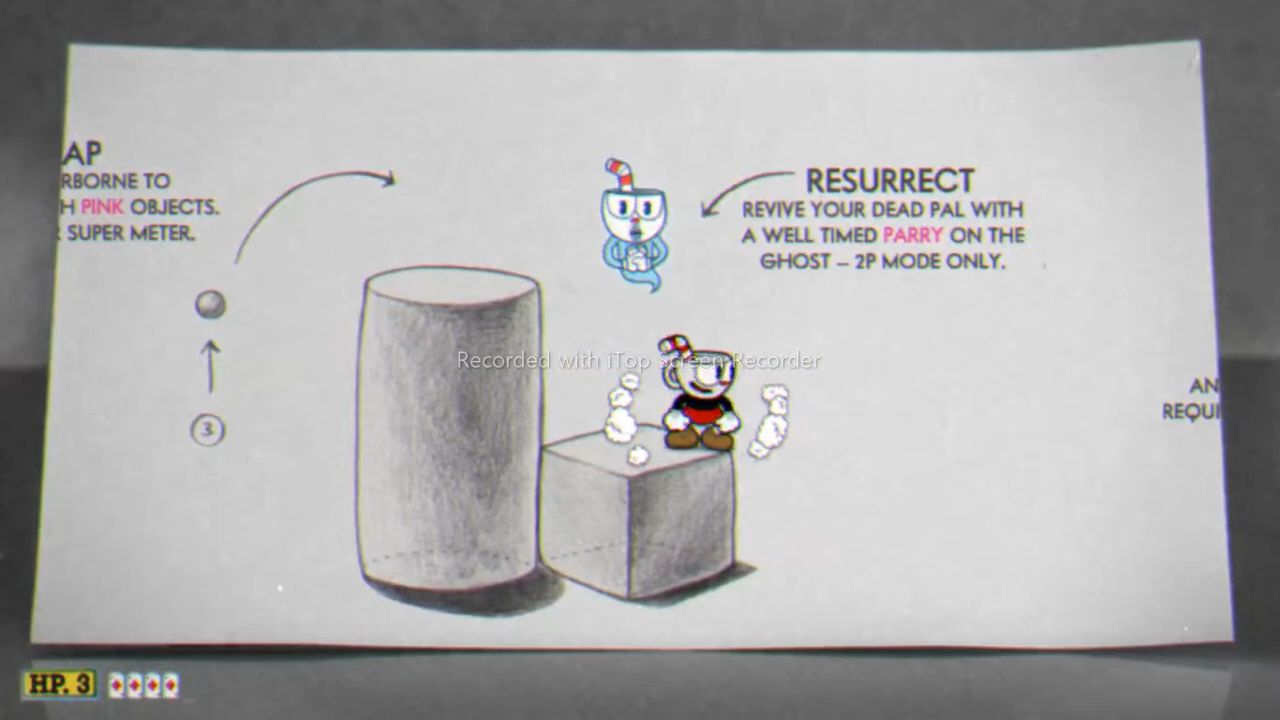 AP
RBORNE TO
H PINK OBJECTS.
SUPER METER.
3
RESURRECT
REVIVE YOUR DEAD PAL WITH
A WELL TIMED PARRY ON THE
GHOST – 2P MODE ONLY.
Recorded with iTop Screen Recorder
AN
REQUI
HP. 3